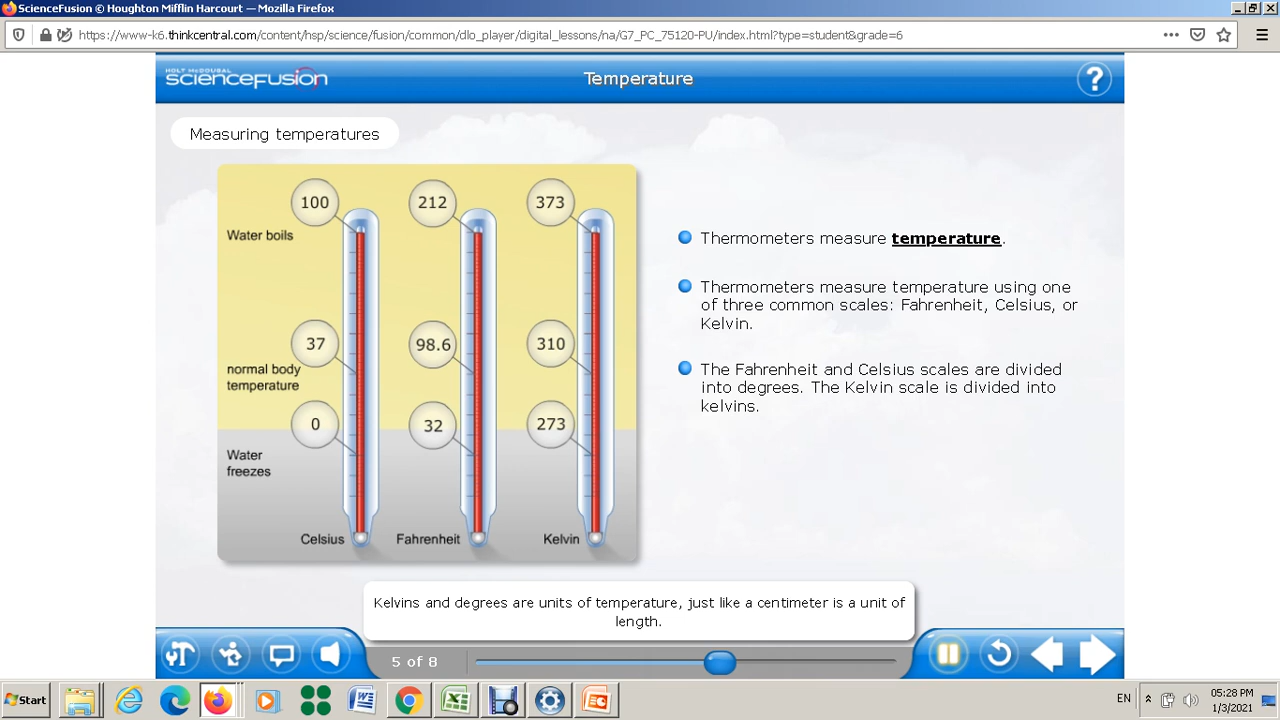 ScienceFusion © Houghton Mifflin Harcourt — Mozilla Firefox
https://www-k6.thinkcentral.com/content/hsp/science/fusion/common/dlo_player/digital_lessons/na/G7_PC_75120-PU/index.html?type=student&grade=6
HOLT McDOUGAL
SCIENCEFUSION
Temperature
?
Measuring temperatures
100
212
373
Water boils
37
98.6
310
normal body
temperature
0
32
273
Water
freezes
Celsius
Fahrenheit
Kelvin
Thermometers measure temperature.
Thermometers measure temperature using one
of three common scales: Fahrenheit, Celsius, or
Kelvin.
The Fahrenheit and Celsius scales are divided
into degrees. The Kelvin scale is divided into
kelvins.
Kelvins and degrees are units of temperature, just like a centimeter is a unit of
length.
5 of 8
Start
EN
05:28 PM
1/3/2021